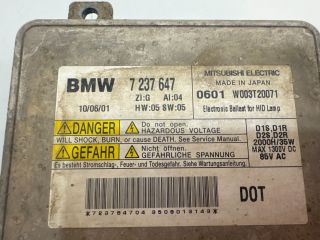 BMW 7 237 647
MITSUBISHI ELECTRIC
MADE IN JAPAN
ZI:G AI:04
10/06/01 HW:05 SW:05
0601 W003T20071
Electronic Ballast for HID Lamp
DANGER Do not open.
HAZARDOUS VOLTAGE
WILL SHOCK, BURN, or cause DEATH. See Service Manual.
GEFAHR Nicht öffnen.
GEFÄHRLICHE SPANNUNG
Es besteht Stromschlag-, Feuer- und Todesgefahr. Siehe Wartungsanleitung.
D1S, D1R
D2S, D2R
2000H/35W
MAX 1300V DC
85V AC
DOT